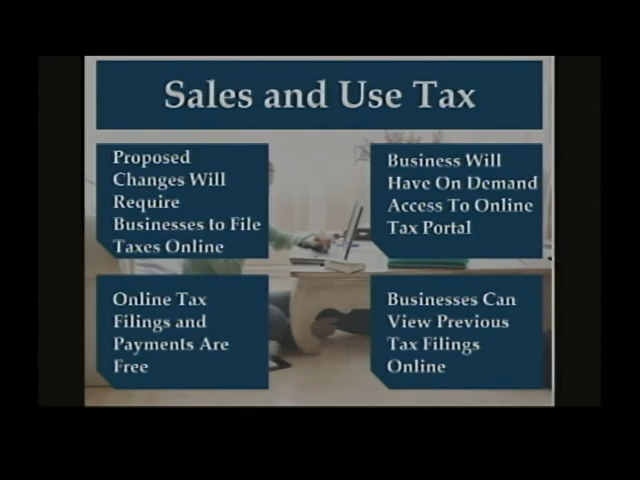 Sales and Use Tax
Proposed
Changes Will
Require
Businesses to File
Taxes Online
Business Will
Have On Demand
Access To Online
Tax Portal
Online Tax
Filings and
Payments Are
Free
Businesses Can
View Previous
Tax Filings
Online